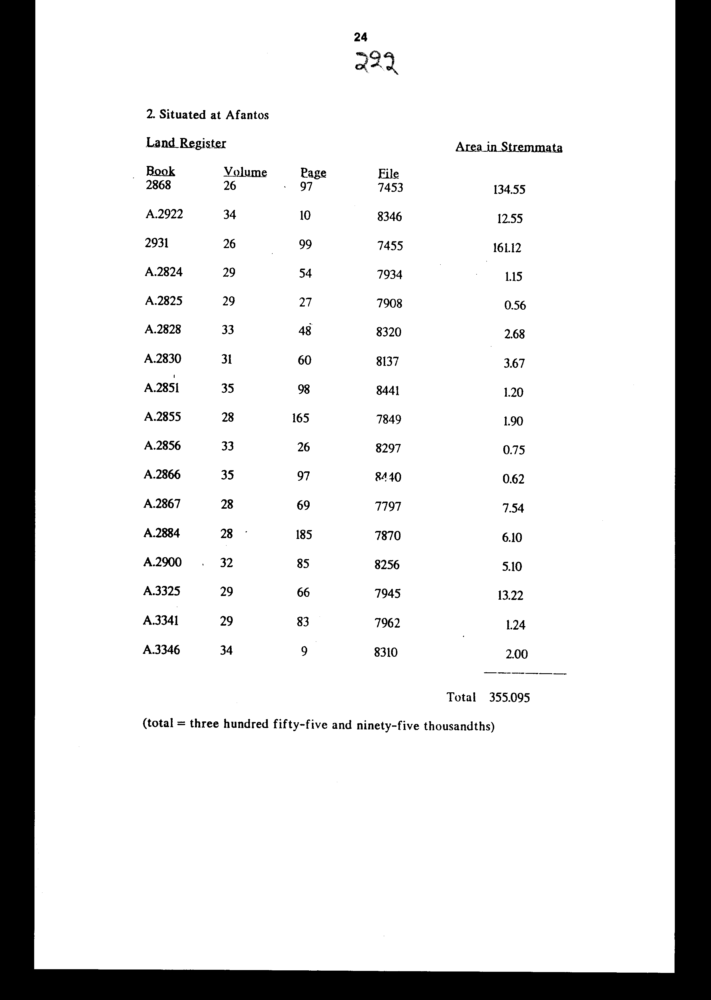 24
292
2. Situated at Afantos
Land Register Area in Stremmata
Book Volume Page File
2868 26 97 7453 134.55
A.2922 34 10 8346 12.55
2931 26 99 7455 161.12
A.2824 29 54 7934 1.15
A.2825 29 27 7908 0.56
A.2828 33 48 8320 2.68
A.2830 31 60 8137 3.67
A.2851 35 98 8441 1.20
A.2855 28 165 7849 1.90
A.2856 33 26 8297 0.75
A.2866 35 97 8440 0.62
A.2867 28 69 7797 7.54
A.2884 28 185 7870 6.10
A.2900 32 85 8256 5.10
A.3325 29 66 7945 13.22
A.3341 29 83 7962 1.24
A.3346 34 9 8310 2.00
Total 355.095
(total = three hundred fifty-five and ninety-five thousandths)